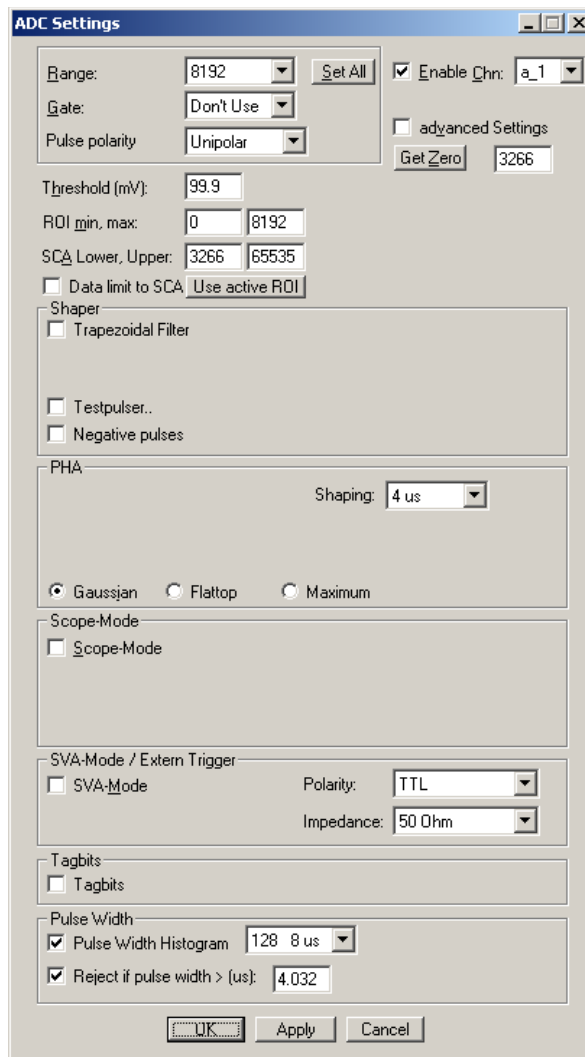 ADC Settings
Range: 8192 Set All Enable Chn: a_1
Gate: Don't Use
Pulse polarity Unipolar advanced Settings
Get Zero 3266
Threshold (mV): 99.9
ROI min, max: 0 8192
SCA Lower, Upper: 3266 65535
Data limit to SCA Use active ROI
Shaper
Trapezoidal Filter
Testpulser..
Negative pulses
PHA
Shaping: 4 us
Gaussian Flattop Maximum
Scope-Mode
Scope-Mode
SVA-Mode / Extern Trigger
SVA-Mode Polarity: TTL
Impedance: 50 Ohm
Tagbits
Tagbits
Pulse Width
Pulse Width Histogram 128 8 us
Reject if pulse width > (us): 4.032
OK Apply Cancel